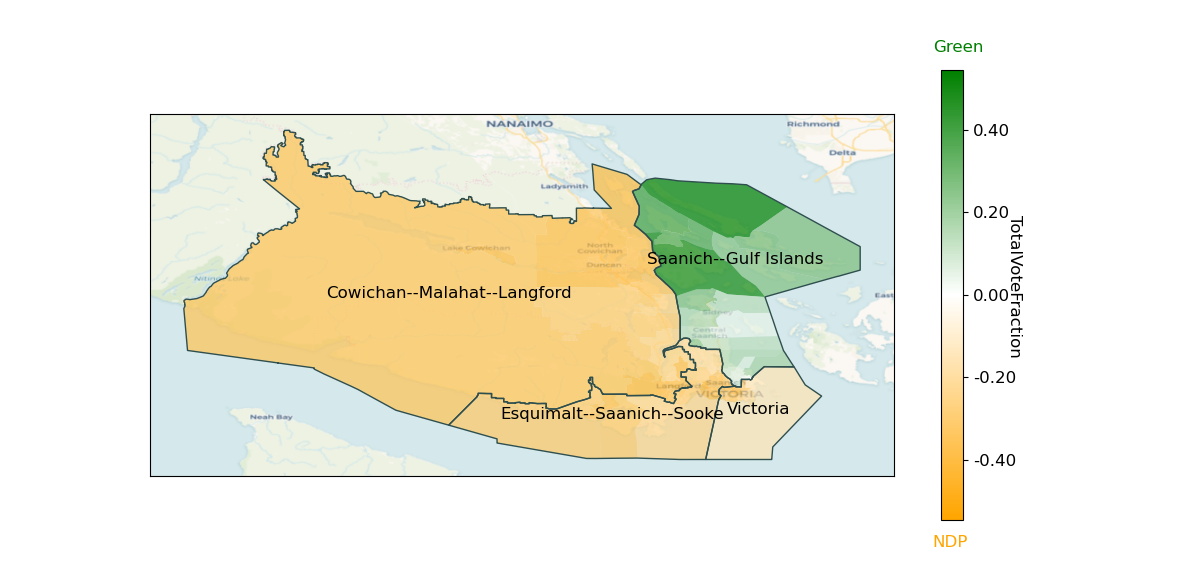 Green
NANAIMO
Richmond
Delta
0.40
Ladysmith
0.20
TotalVoteFraction
North
Cowichan
Lake Cowichan
Saanich--Gulf Islands
Duncan
Nitinat Lake
Cowichan--Malahat--Langford
0.00
East
Sidney
Central
Saanich
-0.20
VICTORIA
Neah Bay
Esquimalt--Saanich--Sooke
Victoria
-0.40
NDP